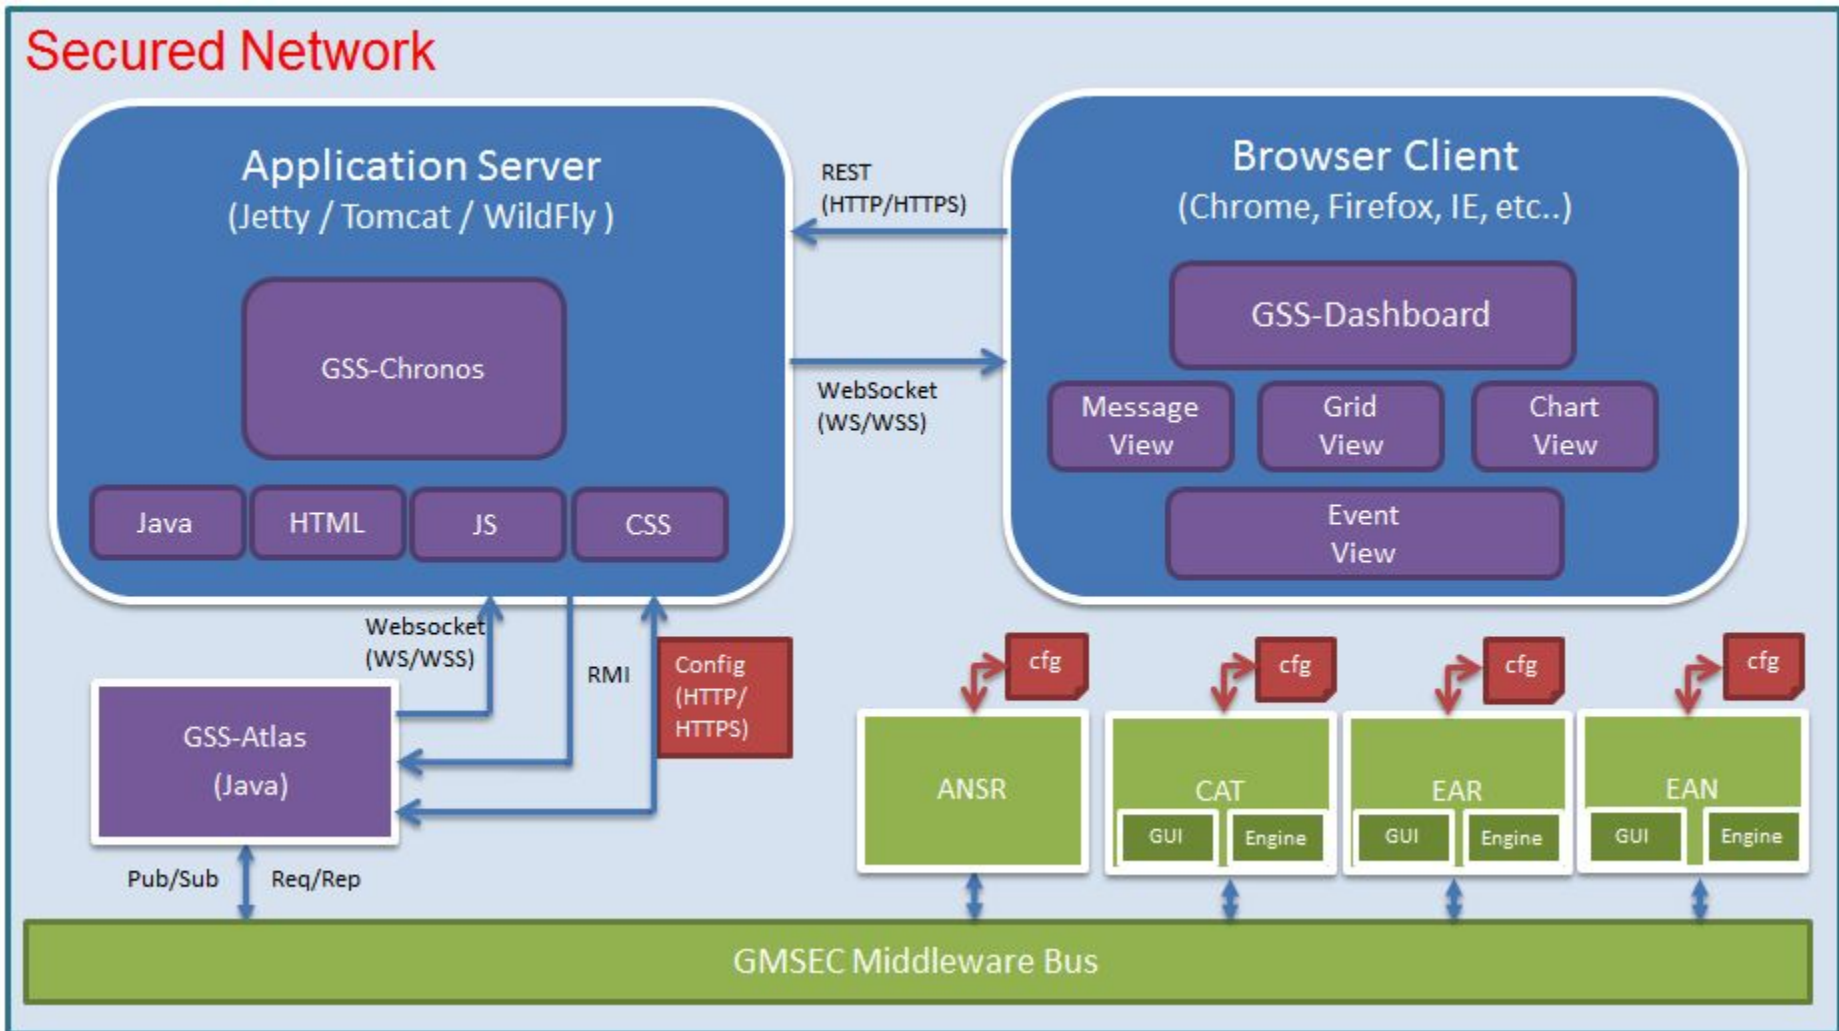 Secured Network
Application Server
(Jetty / Tomcat / WildFly )
GSS-Chronos
Java
HTML
JS
CSS
REST
(HTTP/HTTPS)
WebSocket
(WS/WSS)
Browser Client
(Chrome, Firefox, IE, etc..)
GSS-Dashboard
Message
View
Grid
View
Chart
View
Event
View
Websocket
(WS/WSS)
RMI
Config
(HTTP/
HTTPS)
GSS-Atlas
(Java)
Pub/Sub
Req/Rep
cfg
ANSR
cfg
CAT
GUI
Engine
cfg
EAR
GUI
Engine
cfg
EAN
GUI
Engine
GMSEC Middleware Bus